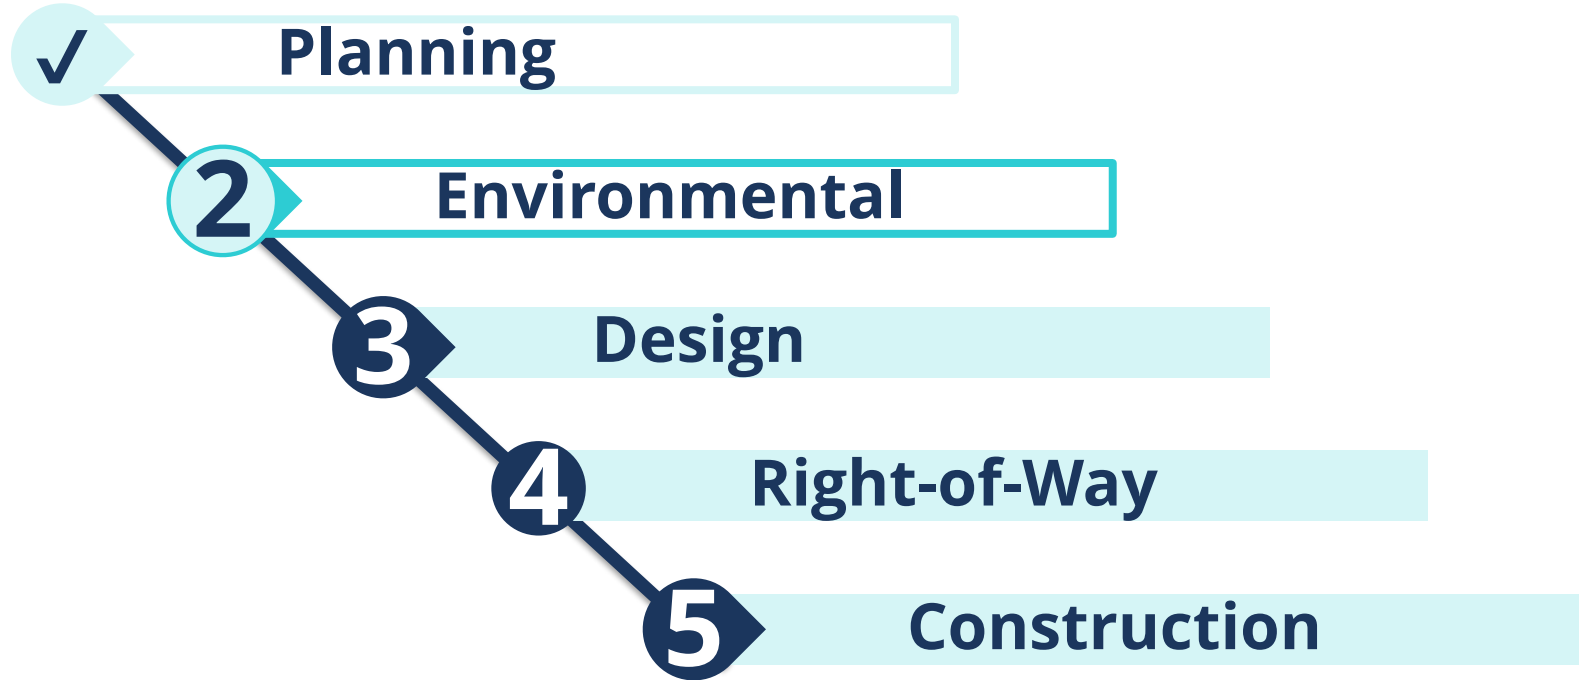 ✓ Planning
2 Environmental
3 Design
4 Right-of-Way
5 Construction